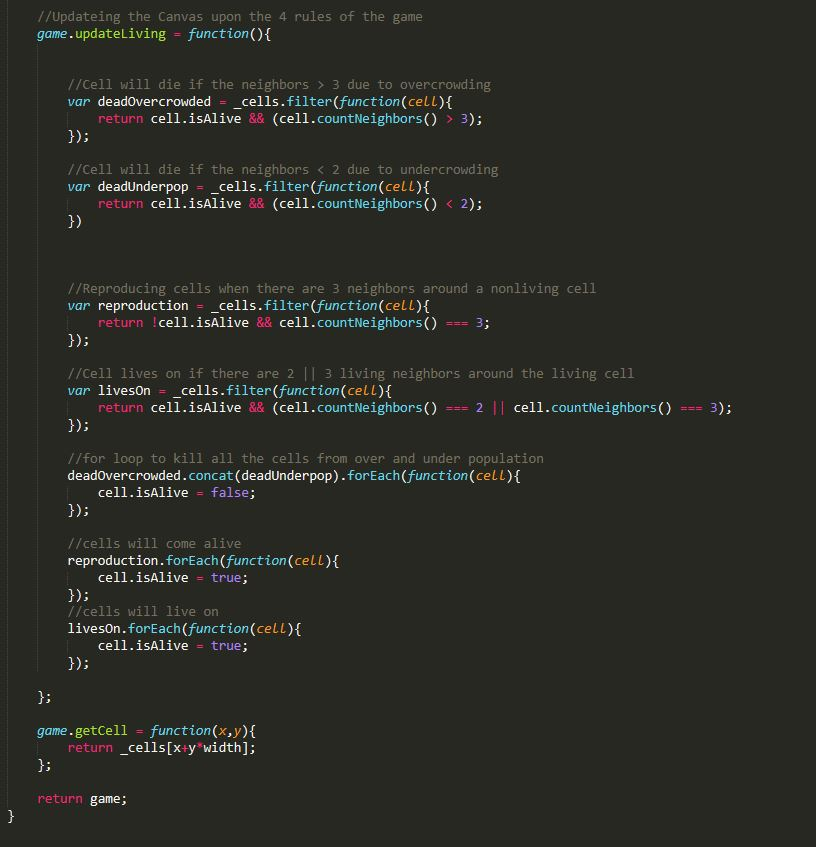 //Updateing the Canvas upon the 4 rules of the game
game.updateLiving = function(){
//Cell will die if the neighbors > 3 due to overcrowding
var deadOvercrowded = _cells.filter(function(cell){
return cell.isAlive && (cell.countNeighbors() > 3);
});
//Cell will die if the neighbors < 2 due to undercrowding
var deadUnderpop = _cells.filter(function(cell){
return cell.isAlive && (cell.countNeighbors() < 2);
})
//Reproducing cells when there are 3 neighbors around a nonliving cell
var reproduction = _cells.filter(function(cell){
return !cell.isAlive && cell.countNeighbors() === 3;
});
//Cell lives on if there are 2 || 3 living neighbors around the living cell
var livesOn = _cells.filter(function(cell){
return cell.isAlive && (cell.countNeighbors() === 2 || cell.countNeighbors() === 3);
});
//for loop to kill all the cells from over and under population
deadOvercrowded.concat(deadUnderpop).forEach(function(cell){
cell.isAlive = false;
});
//cells will come alive
reproduction.forEach(function(cell){
cell.isAlive = true;
});
//cells will live on
livesOn.forEach(function(cell){
cell.isAlive = true;
});
};
game.getCell = function(x,y){
return _cells[x+y*width];
};
return game;
}